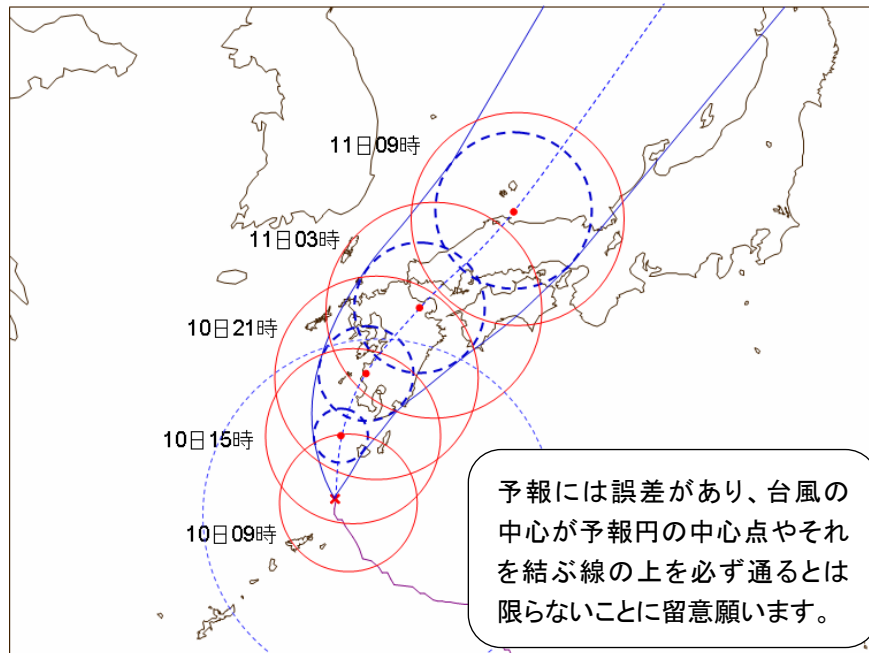 11日09時
11日03時
10日21時
10日15時
10日09時
予報には誤差があり、台風の
中心が予報円の中心点やそれ
を結ぶ線の上を必ず通るとは
限らないことに留意願います。